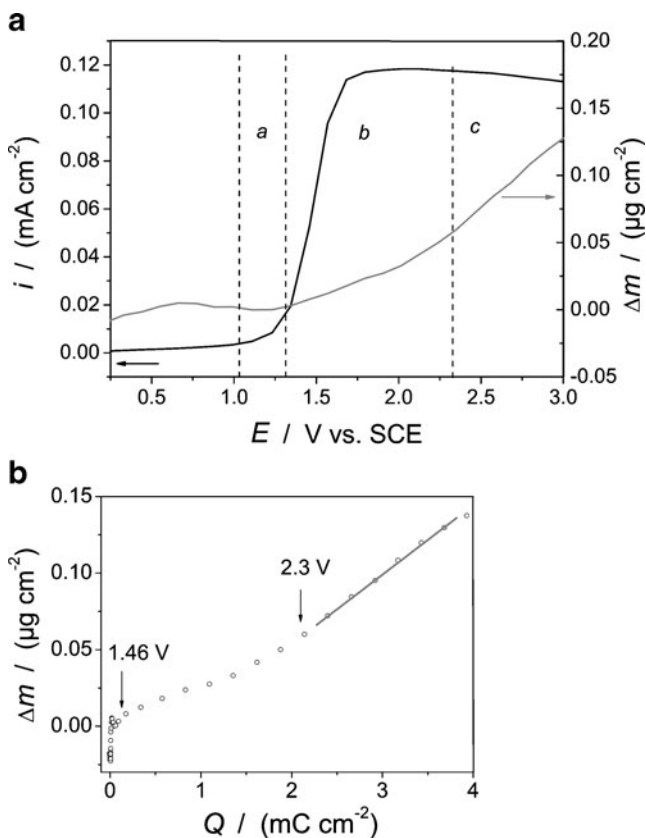 a
0.12
0.10
0.08
0.06
0.04
0.02
0.00
i / (mA cm⁻²)
a
b
c
0.20
0.15
0.10
0.05
0.00
-0.05
Δm / (μg cm⁻²)
0.5 1.0 1.5 2.0 2.5 3.0
E / V vs. SCE
b
0.15
0.10
0.05
0.00
Δm / (μg cm⁻²)
2.3 V
1.46 V
0 1 2 3 4
Q / (mC cm⁻²)